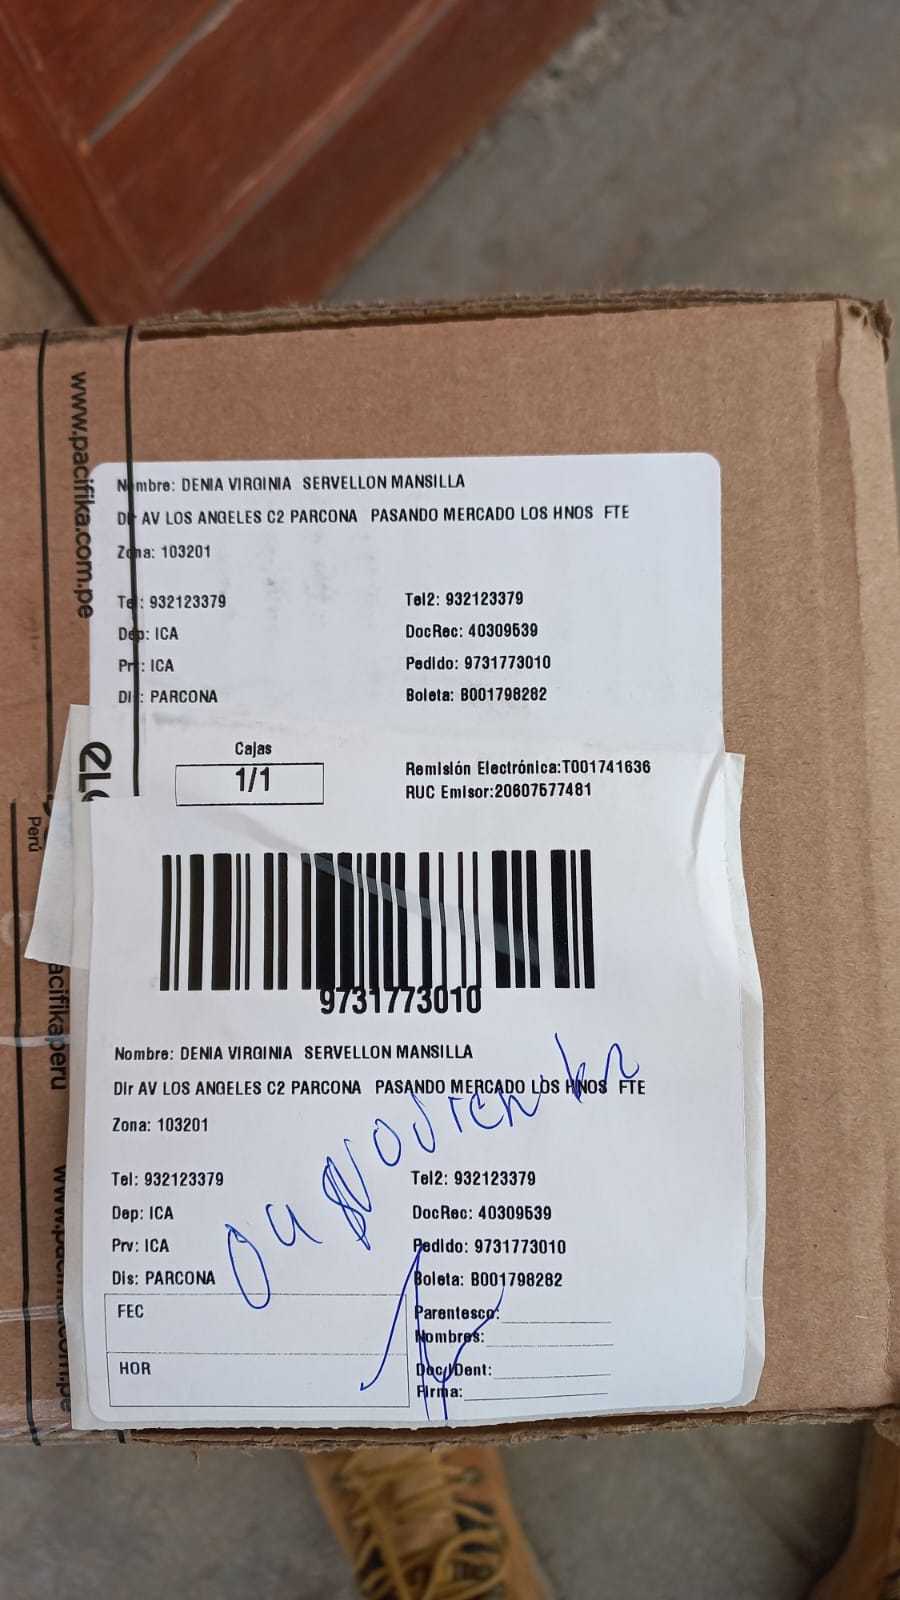 www.pacifika.com.pe
Nombre: DENIA VIRGINIA SERVELLON MANSILLA
Dir AV LOS ANGELES C2 PARCONA PASANDO MERCADO LOS HNOS FTE
Zona: 103201
Tel: 932123379 Tel2: 932123379
Dep: ICA DocRec: 40309539
Prv: ICA Pedido: 9731773010
Dis: PARCONA Boleta: B001798282
Cajas
1/1
Remisión Electrónica:T001741636
RUC Emisor:20607577481
Perú
9731773010
acifikaperu
Nombre: DENIA VIRGINIA SERVELLON MANSILLA
Dir AV LOS ANGELES C2 PARCONA PASANDO MERCADO LOS HNOS FTE
Zona: 103201
Tel: 932123379 Tel2: 932123379
Dep: ICA DocRec: 40309539
Prv: ICA Pedido: 9731773010
Dis: PARCONA Boleta: B001798282
FEC Parentesco:
Nombres:
HOR Doc.IDent:
Firma: